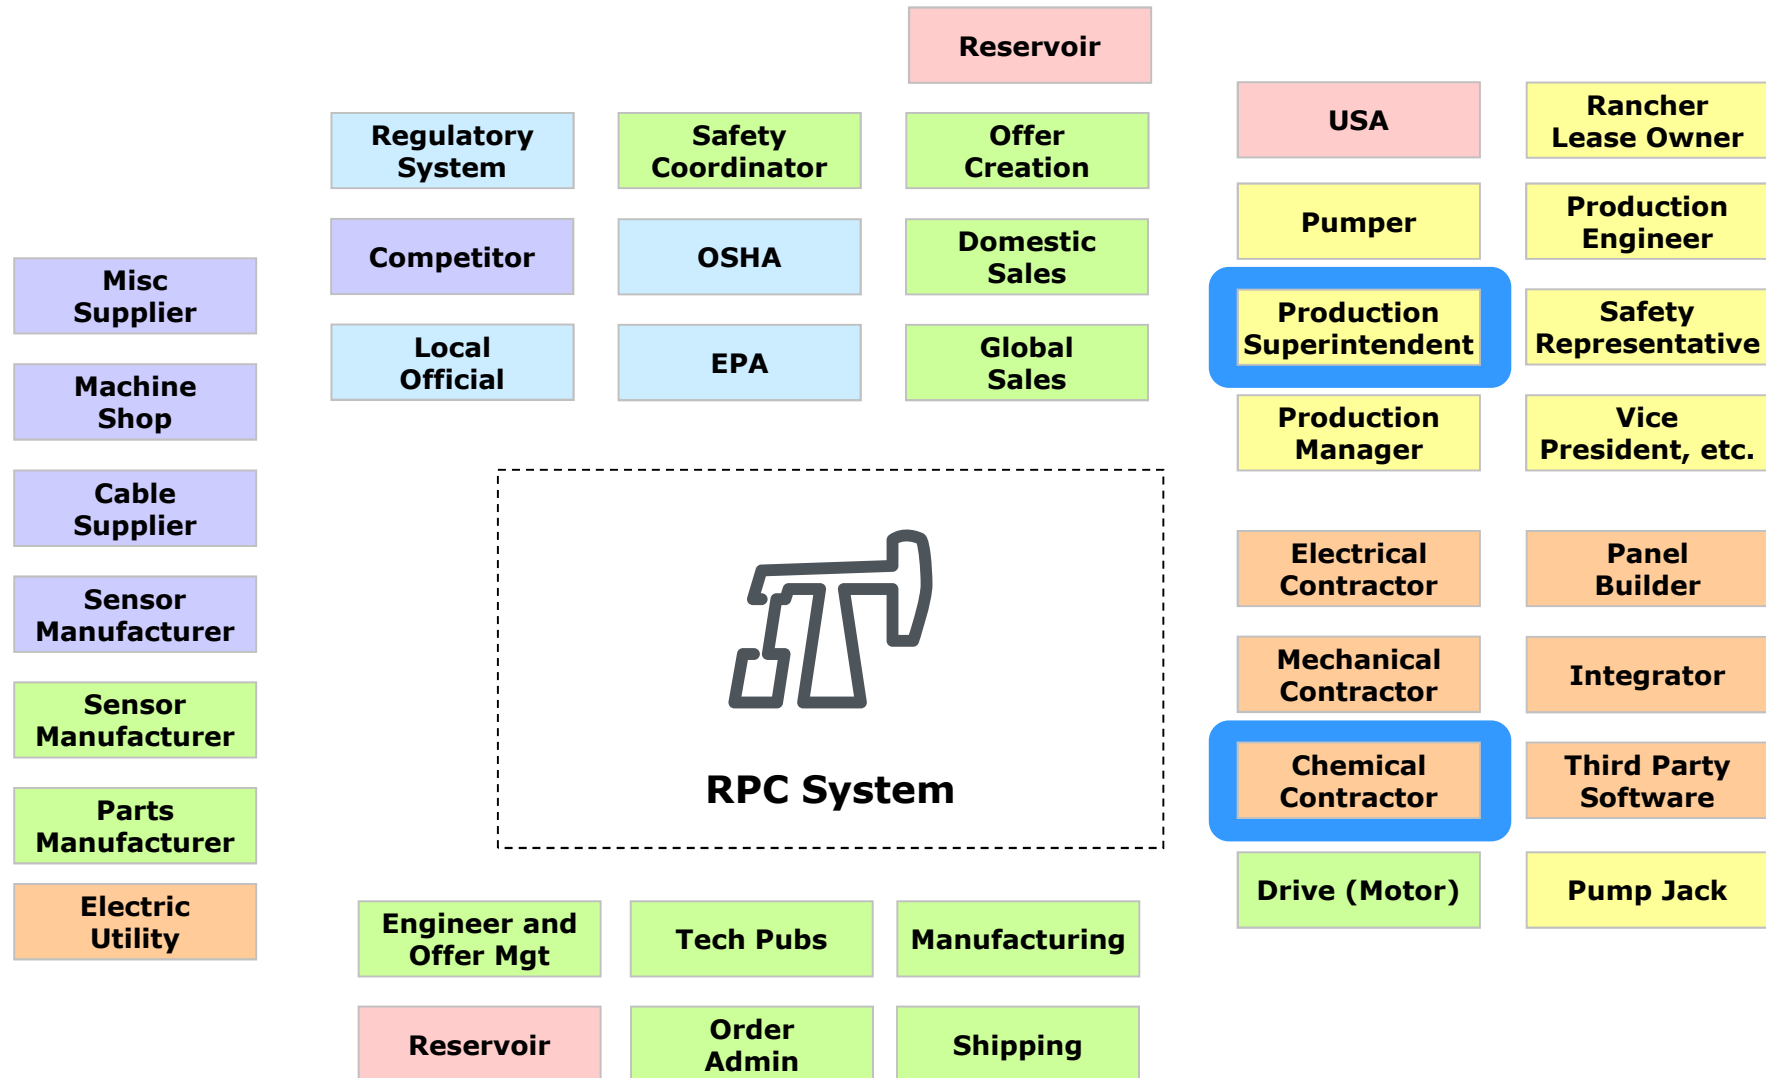 Reservoir
Regulatory
System
Safety
Coordinator
Offer
Creation
USA
Rancher
Lease Owner
Pumper
Production
Engineer
Competitor
OSHA
Domestic
Sales
Misc
Supplier
Production
Superintendent
Safety
Representative
Local
Official
EPA
Global
Sales
Machine
Shop
Production
Manager
Vice
President, etc.
Cable
Supplier
Electrical
Contractor
Panel
Builder
Sensor
Manufacturer
Mechanical
Contractor
Integrator
Sensor
Manufacturer
Chemical
Contractor
Third Party
Software
RPC System
Parts
Manufacturer
Drive (Motor)
Pump Jack
Electric
Utility
Engineer and
Offer Mgt
Tech Pubs
Manufacturing
Reservoir
Order
Admin
Shipping